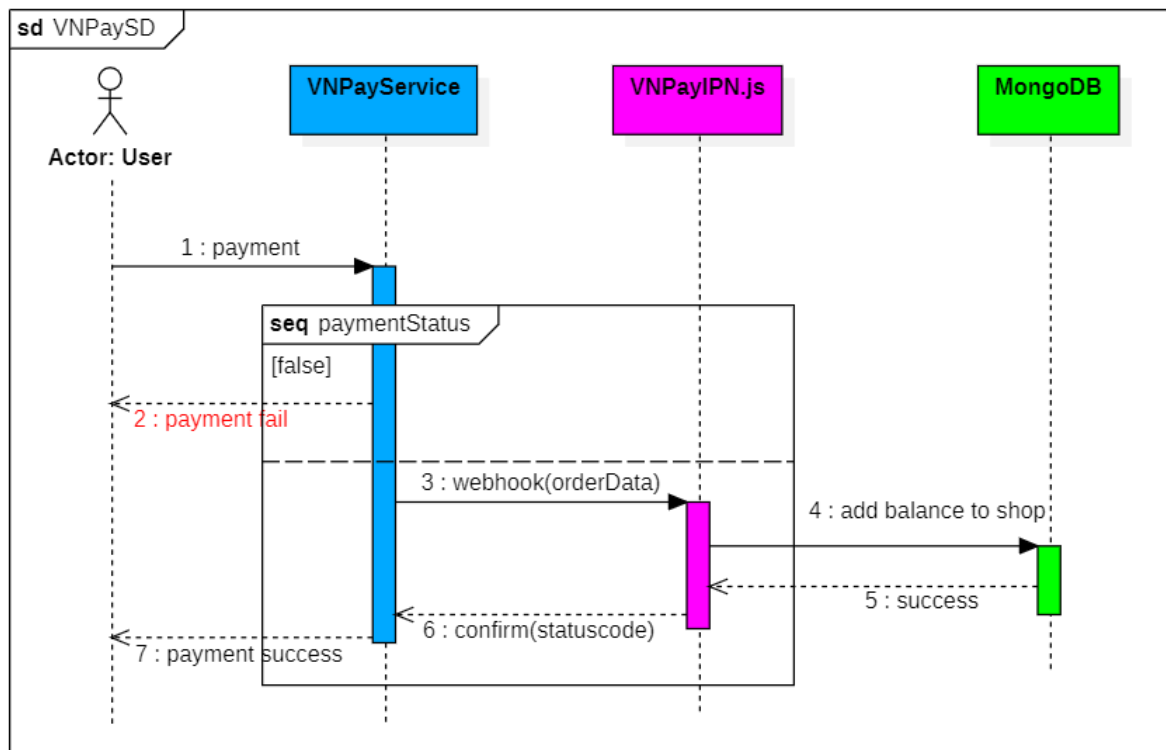 sd VNPaySD
Actor: User
VNPayService
VNPayIPN.js
MongoDB
1 : payment
seq paymentStatus
[false]
2 : payment fail
3 : webhook(orderData)
4 : add balance to shop
5 : success
6 : confirm(statuscode)
7 : payment success